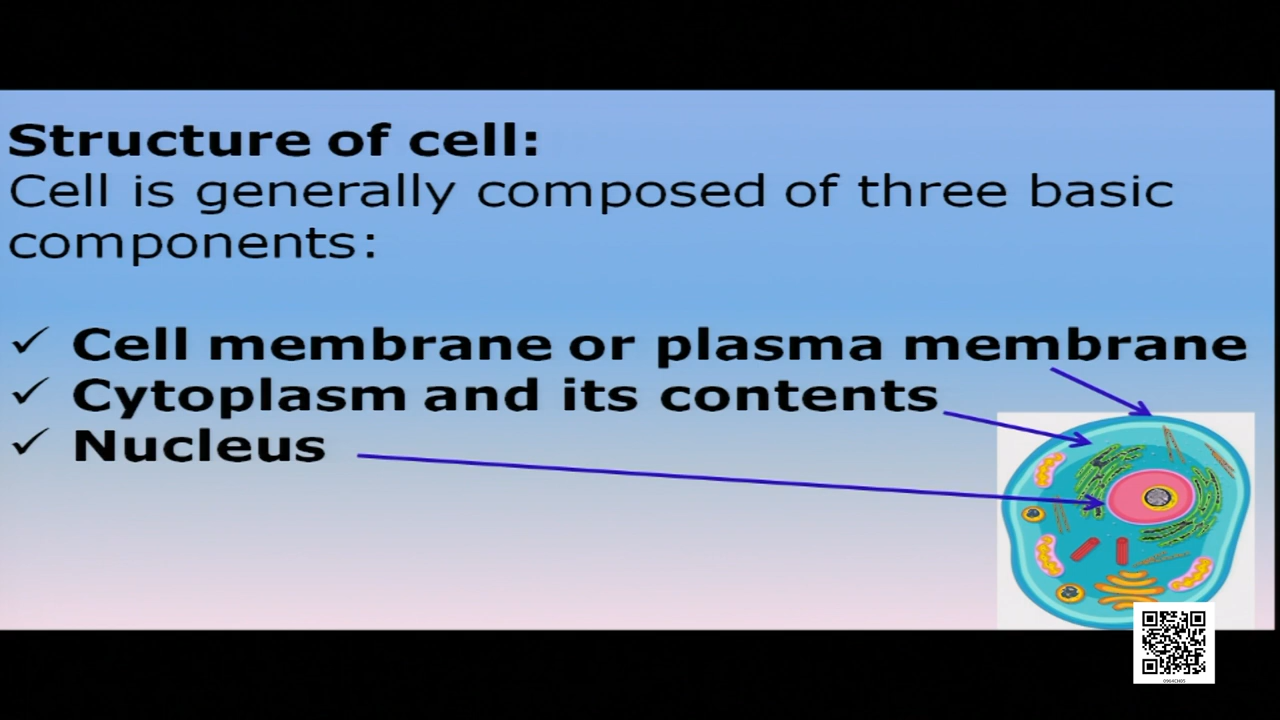 Structure of cell:
Cell is generally composed of three basic
components:
✓ Cell membrane or plasma membrane
✓ Cytoplasm and its contents
✓ Nucleus